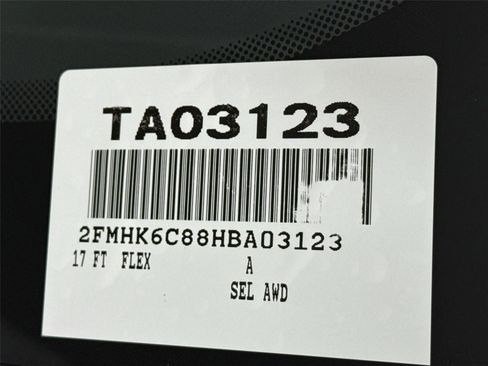 TA03123
2FMHK6C88HBA03123
17 FT FLEX A
SEL AWD